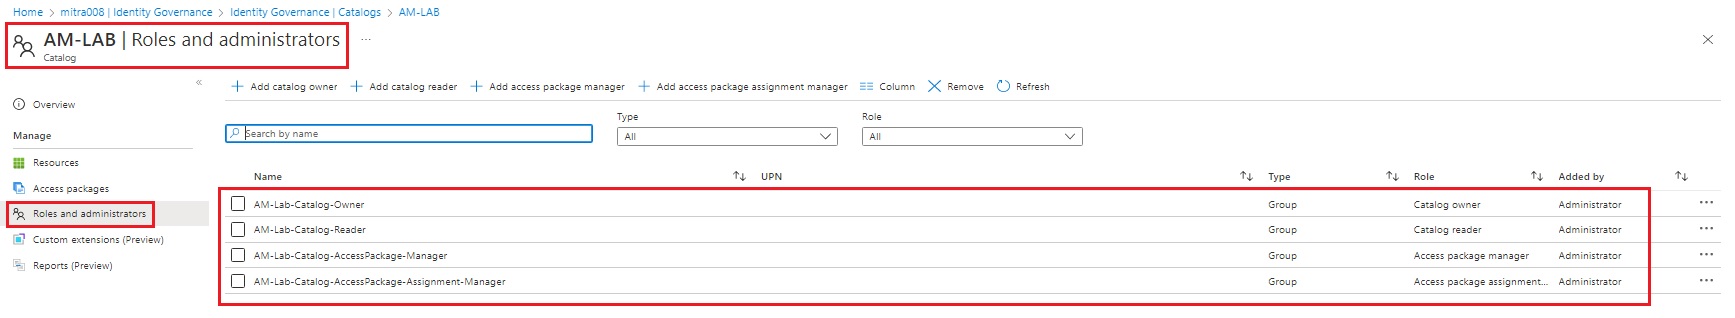 Home > mitra008 | Identity Governance > Identity Governance | Catalogs > AM-LAB
AM-LAB | Roles and administrators ...
Catalog
«
+ Add catalog owner + Add catalog reader + Add access package manager + Add access package assignment manager Column Remove Refresh
Overview
Manage
Resources
Access packages
Roles and administrators
Custom extensions (Preview)
Reports (Preview)
Search by name
Type
All
Role
All
Name UPN Type Role Added by
AM-Lab-Catalog-Owner Group Catalog owner Administrator ...
AM-Lab-Catalog-Reader Group Catalog reader Administrator ...
AM-Lab-Catalog-AccessPackage-Manager Group Access package manager Administrator ...
AM-Lab-Catalog-AccessPackage-Assignment-Manager Group Access package assignment... Administrator ...